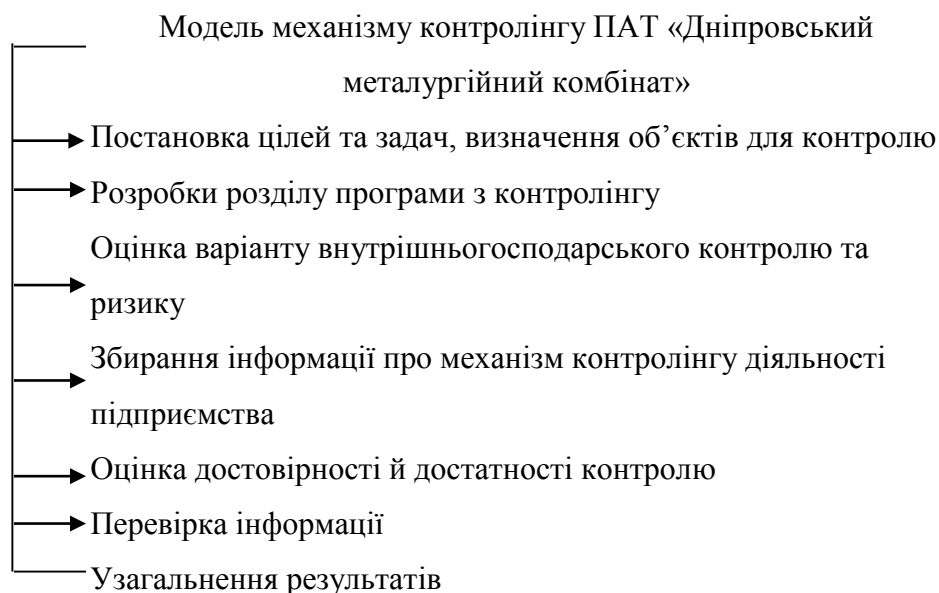 Модель механізму контролінгу ПАТ «Дніпровський
металургійний комбінат»
Постановка цілей та задач, визначення об’єктів для контролю
Розробки розділу програми з контролінгу
Оцінка варіанту внутрішньогосподарського контролю та
ризику
Збирання інформації про механізм контролінгу діяльності
підприємства
Оцінка достовірності й достатності контролю
Перевірка інформації
Узагальнення результатів